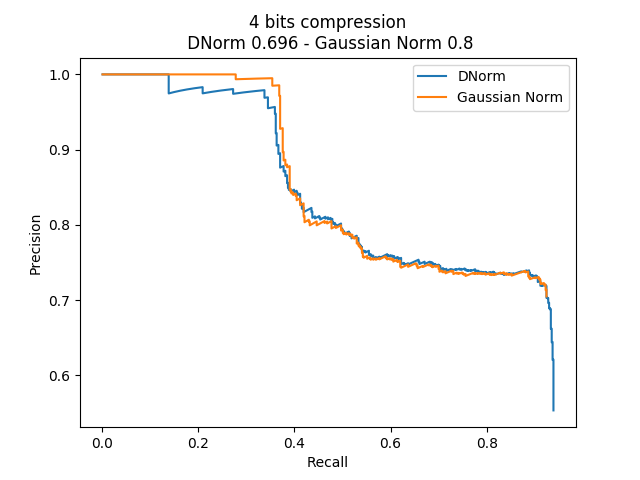 4 bits compression
DNorm 0.696 - Gaussian Norm 0.8
DNorm
Gaussian Norm
Precision
1.0
0.9
0.8
0.7
0.6
0.0 0.2 0.4 0.6 0.8
Recall